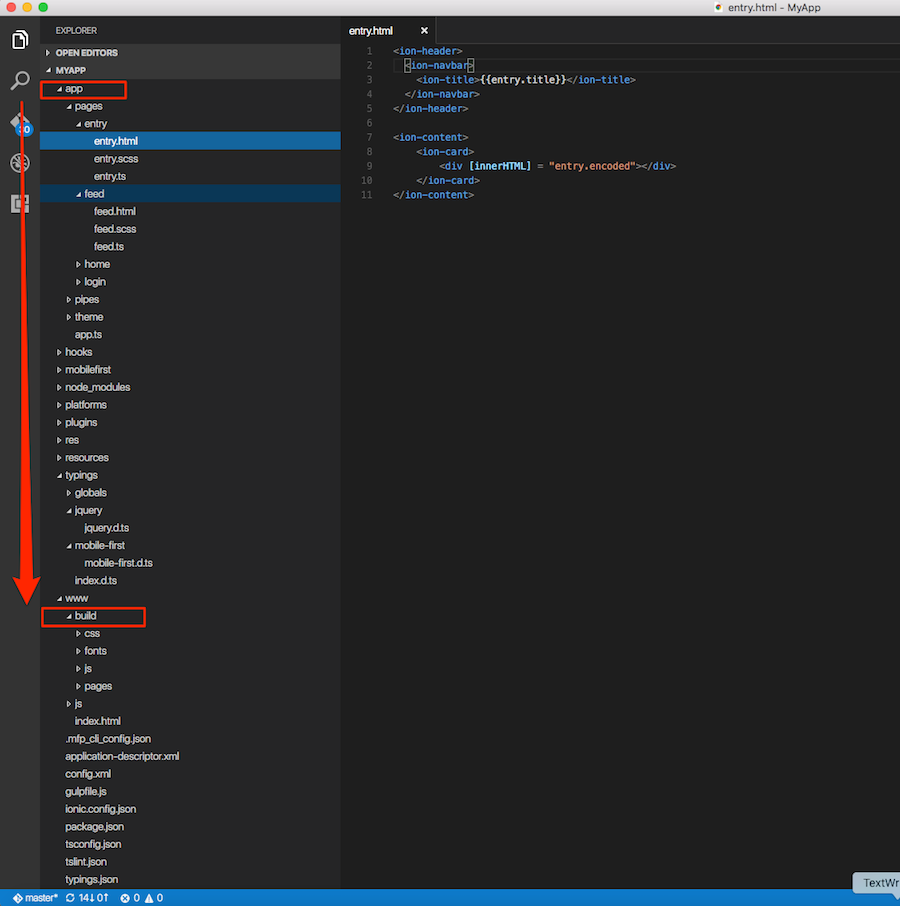 entry.html - MyApp
EXPLORER
OPEN EDITORS
MYAPP
app
pages
entry
entry.html
entry.scss
entry.ts
feed
feed.html
feed.scss
feed.ts
home
login
pipes
theme
app.ts
hooks
mobilefirst
node_modules
platforms
plugins
res
resources
typings
globals
jquery
jquery.d.ts
mobile-first
mobile-first.d.ts
index.d.ts
www
build
css
fonts
js
pages
js
index.html
.mfp_cli_config.json
application-descriptor.xml
config.xml
gulpfile.js
ionic.config.json
package.json
tsconfig.json
tslint.json
typings.json
entry.html
1 <ion-header>
2 <ion-navbar>
3 <ion-title>{{entry.title}}</ion-title>
4 </ion-navbar>
5 </ion-header>
6
7 <ion-content>
8 <ion-card>
9 <div [innerHTML] = "entry.encoded"></div>
10 </ion-card>
11 </ion-content>
TextWr
master* 14↓ 0↑ 0 0